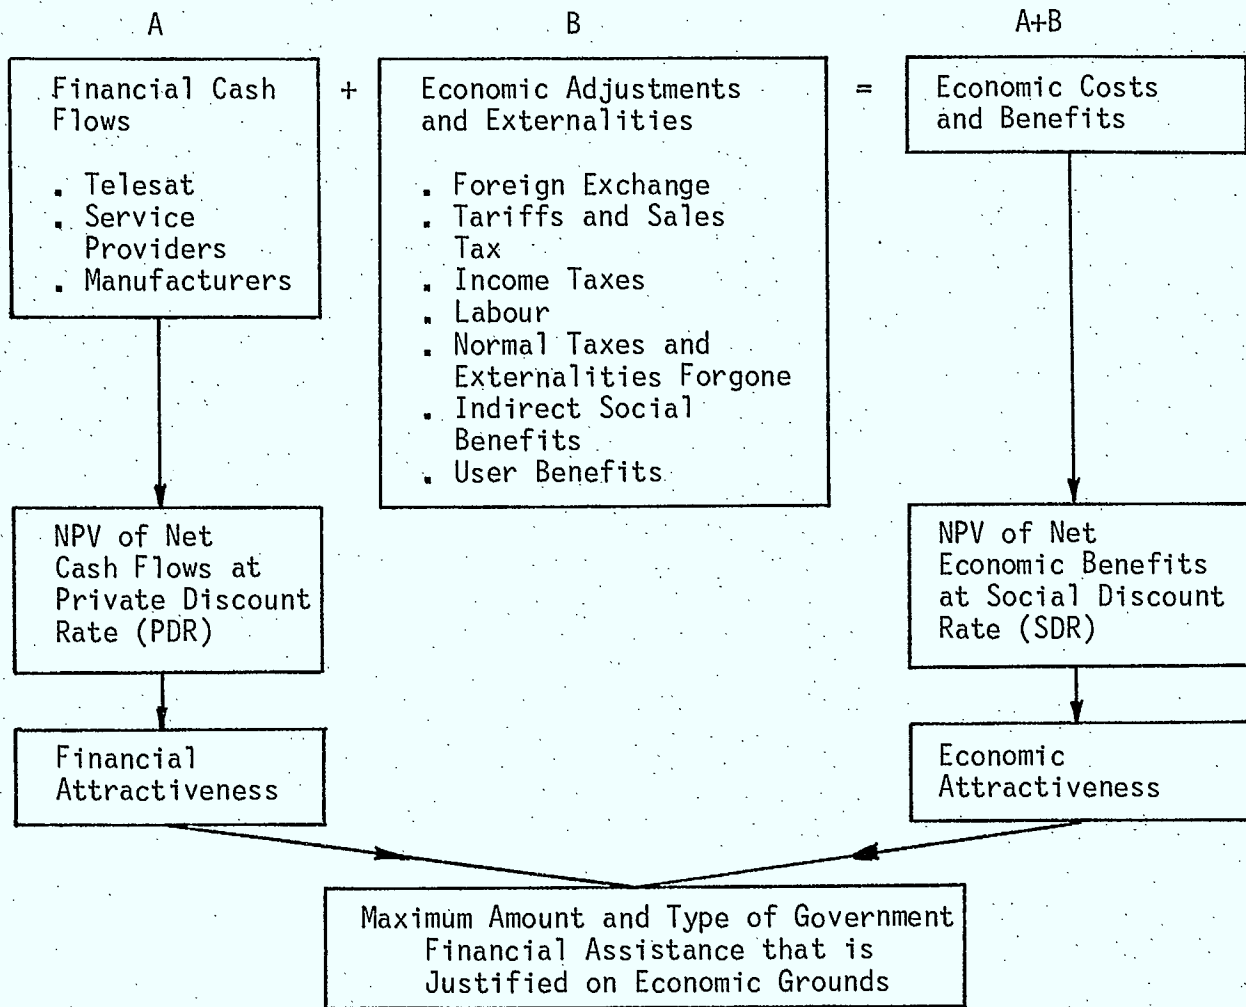 A
B
A+B
Financial Cash
Flows
. Telesat
. Service
Providers
. Manufacturers
+
Economic Adjustments
and Externalities
. Foreign Exchange
. Tariffs and Sales
Tax
. Income Taxes
. Labour
. Normal Taxes and
Externalities Forgone
. Indirect Social
Benefits
. User Benefits
=
Economic Costs
and Benefits
NPV of Net
Cash Flows at
Private Discount
Rate (PDR)
NPV of Net
Economic Benefits
at Social Discount
Rate (SDR)
Financial
Attractiveness
Economic
Attractiveness
Maximum Amount and Type of Government
Financial Assistance that is
Justified on Economic Grounds